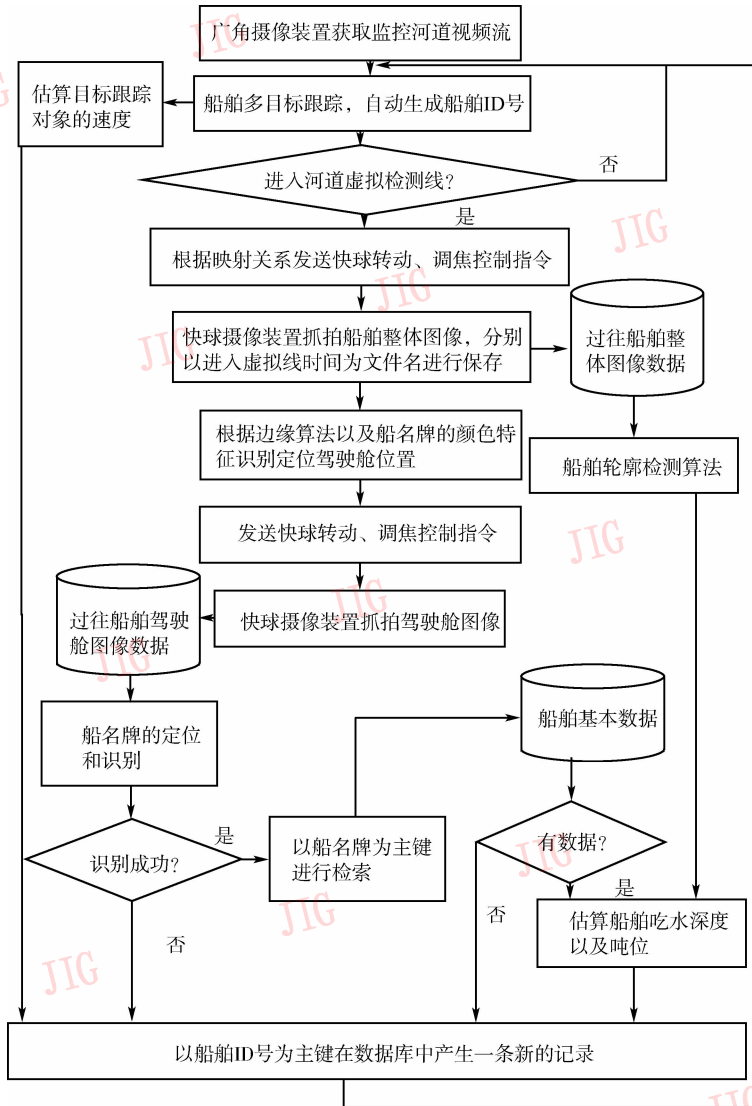 广角摄像装置获取监控河道视频流
估算目标跟踪
对象的速度
船舶多目标跟踪，自动生成船舶ID号
进入河道虚拟检测线？
否
是
根据映射关系发送快球转动、调焦控制指令
快球摄像装置抓拍船舶整体图像，分别
以进入虚拟线时间为文件名进行保存
过往船舶整
体图像数据
根据边缘算法以及船名牌的颜色特
征识别定位驾驶舱位置
船舶轮廓检测算法
发送快球转动、调焦控制指令
快球摄像装置抓拍驾驶舱图像
过往船舶驾驶
舱图像数据
船名牌的定位
和识别
船舶基本数据
识别成功？
是
否
以船名牌为主键
进行检索
有数据？
是
否
估算船舶吃水深度
以及吨位
以船舶ID号为主键在数据库中产生一条新的记录
JIG
JIG
JIG
JIG
JIG
JIG
JIG
JIG
JIG
JIG